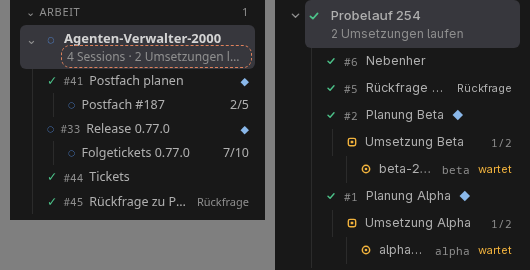 ARBEIT 1
Agenten-Verwalter-2000
4 Sessions · 2 Umsetzungen l...
#41 Postfach planen
Postfach #187 2/5
#33 Release 0.77.0
Folgetickets 0.77.0 7/10
#44 Tickets
#45 Rückfrage zu P... Rückfrage
Probelauf 254
2 Umsetzungen laufen
#6 Nebenher
#5 Rückfrage ... Rückfrage
#2 Planung Beta
Umsetzung Beta 1/2
beta-2... beta wartet
#1 Planung Alpha
Umsetzung Alpha 1/2
alpha... alpha wartet